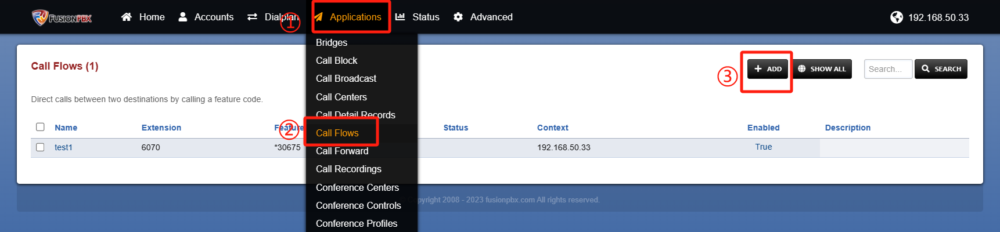 FUSIONPBX Home Accounts Dialplan ① Applications Status Advanced 192.168.50.33
Bridges
Call Flows (1) Call Block ③ ADD SHOW ALL Search... SEARCH
Call Broadcast
Call Centers
Direct calls between two destinations by calling a feature code.
Call Detail Records
Name Extension Feature Status Context Enabled Description
② Call Flows
test1 6070 *30675 192.168.50.33 True
Call Forward
Call Recordings
Conference Centers
Copyright 2008 - 2023 fusionpbx.com All rights reserved.
Conference Controls
Conference Profiles